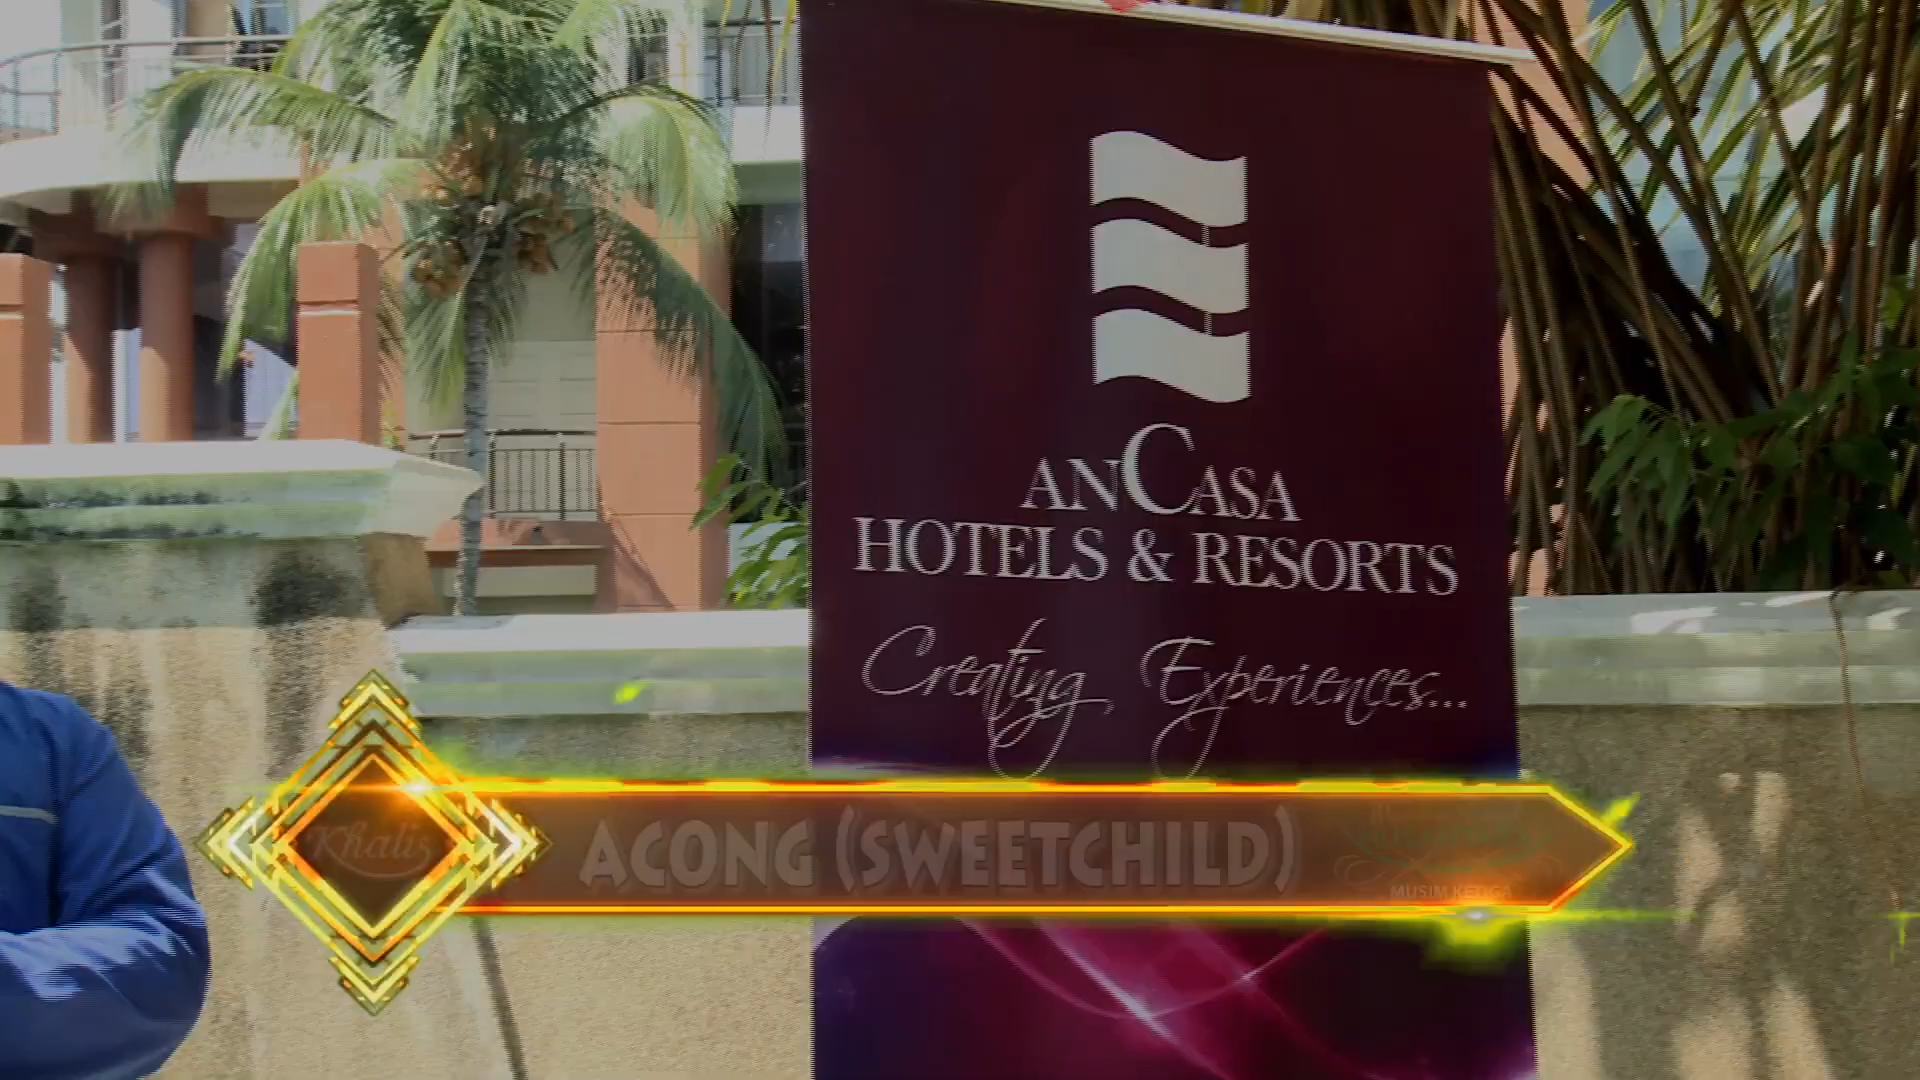 ANCASA
HOTELS & RESORTS
Creating Experiences...
Khalis
ACONG (SWEETCHILD)
MUSIM KETIGA